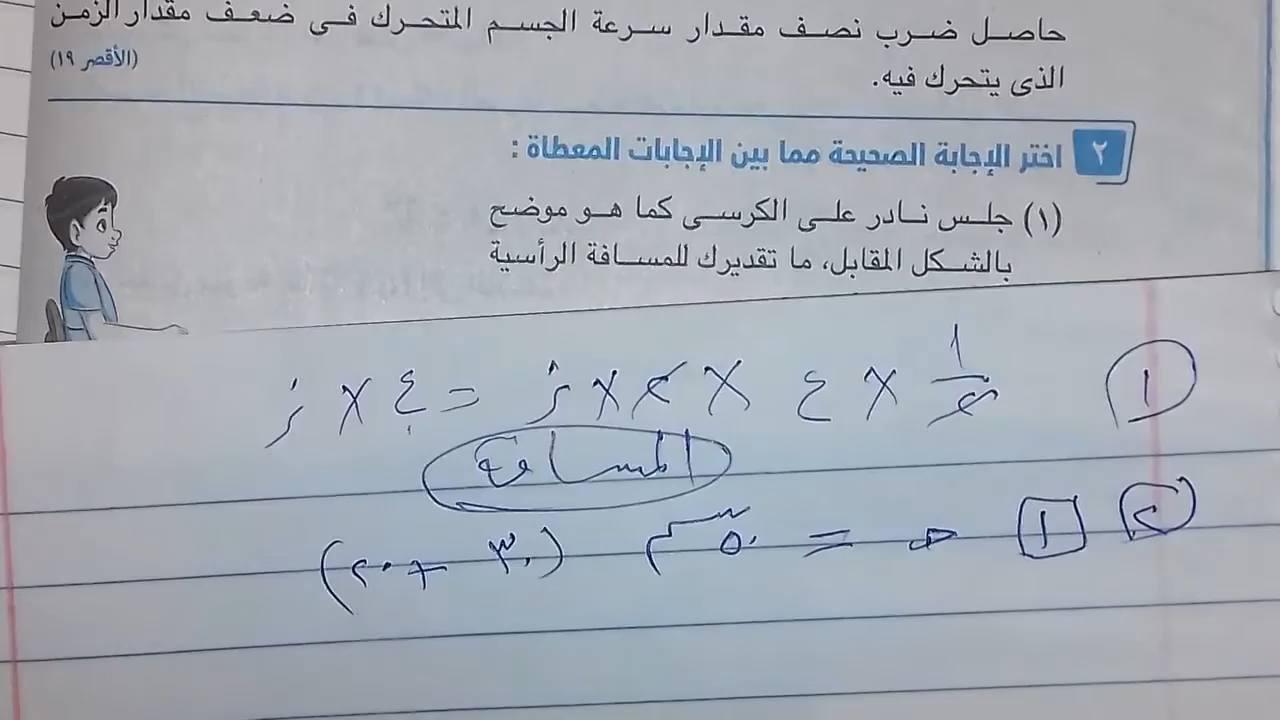 حاصل ضرب نصف مقدار سرعة الجسم المتحرك فى ضعف مقدار الزمن
الذى يتحرك فيه.
(الأقصر ١٩)
٢ اختر الإجابة الصحيحة مما بين الإجابات المعطاة :
(١) جلس نادر على الكرسى كما هو موضح
بالشكل المقابل، ما تقديرك للمسافة الرأسية
١ ١/٢ × ع × ٢ × ز = ع × ز
المسافة
٢ ١ حـ = ٥٠ سم (٣٠ + ٢٠)